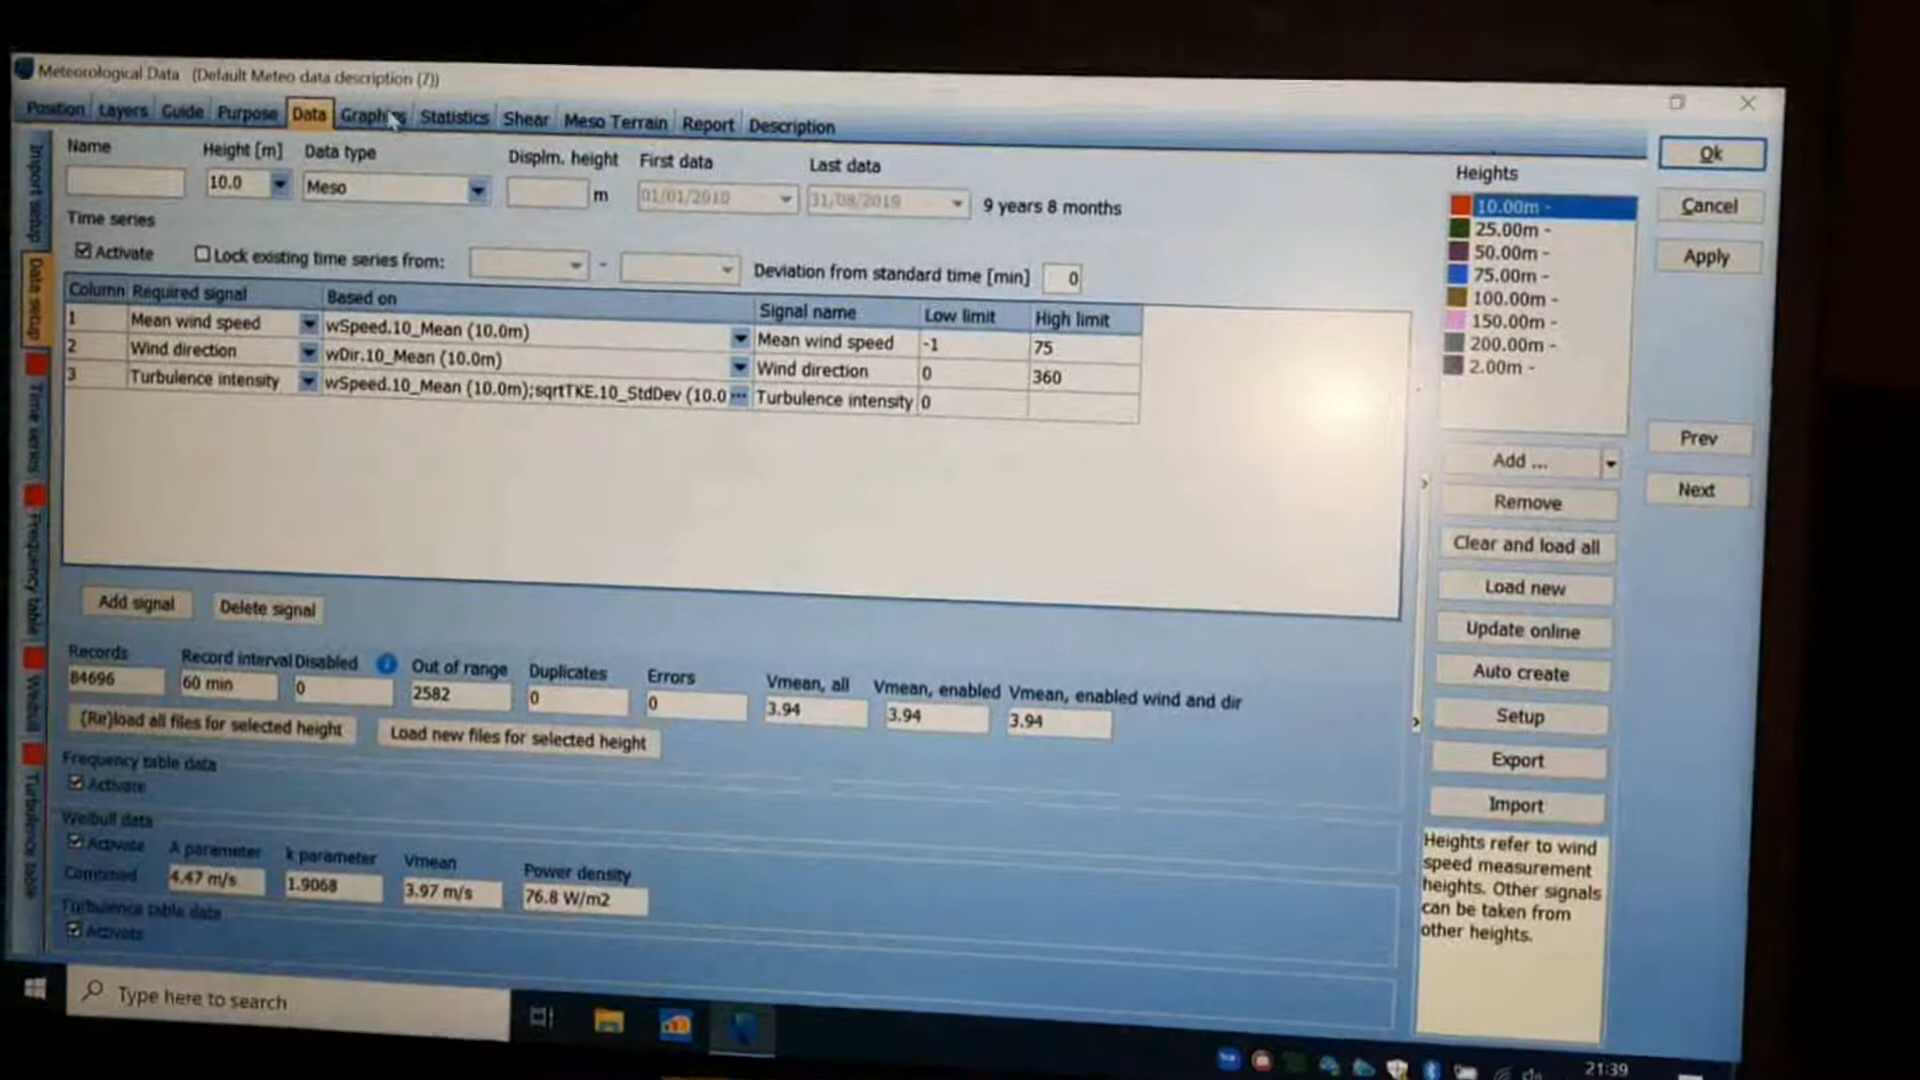 Meteorological Data (Default Meteo data description (7))
Position Layers Guide Purpose Data Graphics Statistics Shear Meso Terrain Report Description
Import setup
Data setup
Time series
Frequency table
Weibull
Turbulence table
Name Height [m] Data type Displm. height First data Last data
10.0 Meso m 01/01/2010 31/08/2019 9 years 8 months
Time series
Activate Lock existing time series from: - Deviation from standard time [min] 0
Column Required signal Based on Signal name Low limit High limit
1 Mean wind speed wSpeed.10_Mean (10.0m) Mean wind speed -1 75
2 Wind direction wDir.10_Mean (10.0m) Wind direction 0 360
3 Turbulence intensity wSpeed.10_Mean (10.0m);sqrtTKE.10_StdDev (10.0 ... Turbulence intensity 0
Add signal Delete signal
Records Record interval Disabled Out of range Duplicates Errors Vmean, all Vmean, enabled Vmean, enabled wind and dir
84696 60 min 0 2582 0 0 3.94 3.94 3.94
(Re)load all files for selected height Load new files for selected height
Frequency table data
Activate
Weibull data
Activate A parameter k parameter Vmean Power density
Combined 4.47 m/s 1.9068 3.97 m/s 76.8 W/m2
Turbulence table data
Activate
Heights
10.00m -
25.00m -
50.00m -
75.00m -
100.00m -
150.00m -
200.00m -
2.00m -
Add ...
Remove
Clear and load all
Load new
Update online
Auto create
Setup
Export
Import
Heights refer to wind
speed measurement
heights. Other signals
can be taken from
other heights.
Ok
Cancel
Apply
Prev
Next
Type here to search
21:39